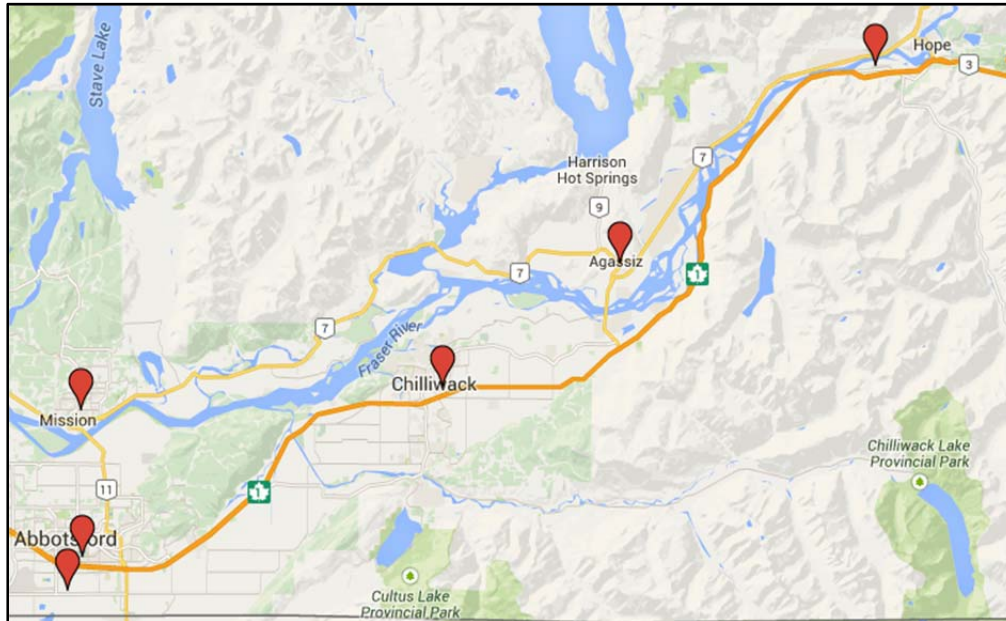 Stave Lake
Hope
3
7
Harrison
Hot Springs
9
Agassiz
1
7
7
Fraser River
Chilliwack
Mission
Chilliwack Lake
Provincial Park
11
1
Abbotsford
Cultus Lake
Provincial Park